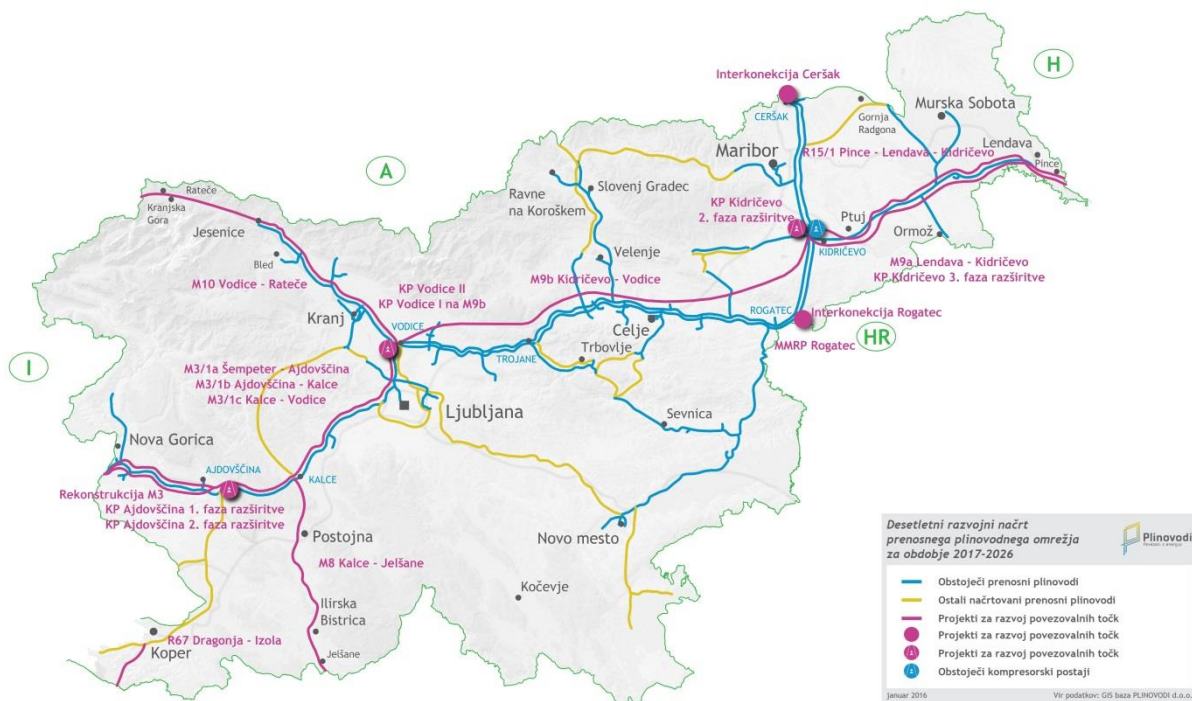 H
Interkonekcija Ceršak
Murska Sobota
CERŠAK
Gornja
Radgona
Lendava
Maribor
R15/1 Pince - Lendava - Kidričevo
Pince
A
Rateče
Ravne
na Koroškem
Slovenj Gradec
Kranjska
Gora
KP Kidričevo
2. faza razširitve
Ptuj
Jesenice
Ormož
KIDRIČEVO
Velenje
Bled
M9a Lendava - Kidričevo
KP Kidričevo 3. faza razširitve
M10 Vodice - Rateče
M9b Kidričevo - Vodice
KP Vodice II
KP Vodice I na M9b
Kranj
ROGATEC
Interkonekcija Rogatec
VODICE
Celje
HR
TROJANE
Trbovlje
MMRP Rogatec
I
M3/1a Šempeter - Ajdovščina
M3/1b Ajdovščina - Kalce
M3/1c Kalce - Vodice
Ljubljana
Sevnica
Nova Gorica
AJDOVŠČINA
KALCE
Rekonstrukcija M3
KP Ajdovščina 1. faza razširitve
KP Ajdovščina 2. faza razširitve
Postojna
Novo mesto
M8 Kalce - Jelšane
Kočevje
Ilirska
Bistrica
R67 Dragonja - Izola
Koper
Jelšane
Desetletni razvojni načrt
prenosnega plinovodnega omrežja
za obdobje 2017-2026
Plinovodi
Obstoječi prenosni plinovodi
Ostali načrtovani prenosni plinovodi
Projekti za razvoj povezovalnih točk
Projekti za razvoj povezovalnih točk
Projekti za razvoj povezovalnih točk
Obstoječi kompresorski postaji
januar 2016
Vir podatkov: GIS baza PLINOVODI d.o.o.